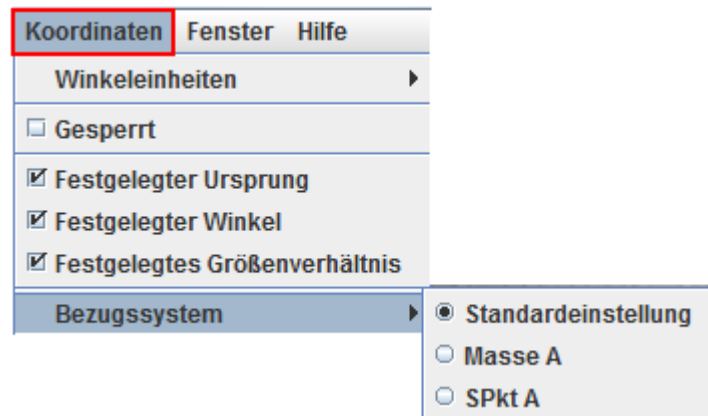 Koordinaten Fenster Hilfe
Winkeleinheiten
Gesperrt
Festgelegter Ursprung
Festgelegter Winkel
Festgelegtes Größenverhältnis
Bezugssystem
Standardeinstellung
Masse A
SPkt A